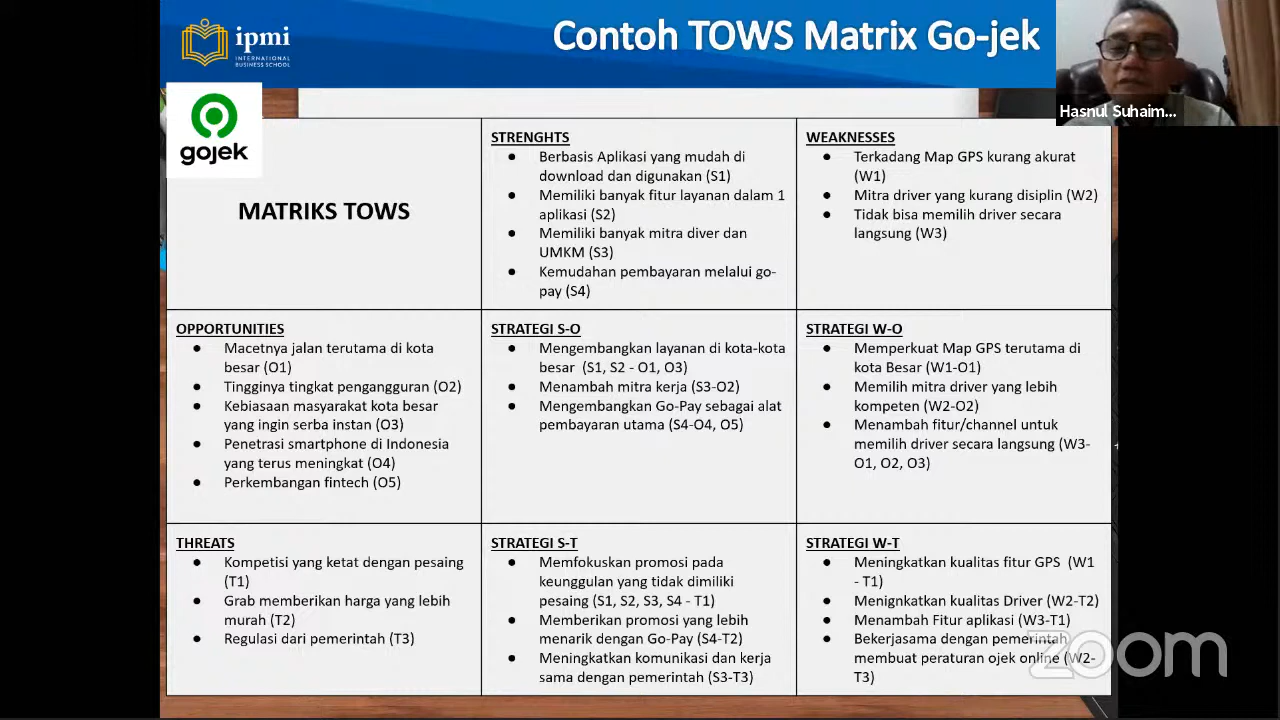 ipmi
INTERNATIONAL
BUSINESS SCHOOL
Contoh TOWS Matrix Go-jek
Hasnul Suhaim...
gojek
MATRIKS TOWS
STRENGHTS
● Berbasis Aplikasi yang mudah di
download dan digunakan (S1)
● Memiliki banyak fitur layanan dalam 1
aplikasi (S2)
● Memiliki banyak mitra diver dan
UMKM (S3)
● Kemudahan pembayaran melalui go-
pay (S4)
WEAKNESSES
● Terkadang Map GPS kurang akurat
(W1)
● Mitra driver yang kurang disiplin (W2)
● Tidak bisa memilih driver secara
langsung (W3)
OPPORTUNITIES
● Macetnya jalan terutama di kota
besar (O1)
● Tingginya tingkat pengangguran (O2)
● Kebiasaan masyarakat kota besar
yang ingin serba instan (O3)
● Penetrasi smartphone di Indonesia
yang terus meningkat (O4)
● Perkembangan fintech (O5)
STRATEGI S-O
● Mengembangkan layanan di kota-kota
besar (S1, S2 - O1, O3)
● Menambah mitra kerja (S3-O2)
● Mengembangkan Go-Pay sebagai alat
pembayaran utama (S4-O4, O5)
STRATEGI W-O
● Memperkuat Map GPS terutama di
kota Besar (W1-O1)
● Memilih mitra driver yang lebih
kompeten (W2-O2)
● Menambah fitur/channel untuk
memilih driver secara langsung (W3-
O1, O2, O3)
THREATS
● Kompetisi yang ketat dengan pesaing
(T1)
● Grab memberikan harga yang lebih
murah (T2)
● Regulasi dari pemerintah (T3)
STRATEGI S-T
● Memfokuskan promosi pada
keunggulan yang tidak dimiliki
pesaing (S1, S2, S3, S4 - T1)
● Memberikan promosi yang lebih
menarik dengan Go-Pay (S4-T2)
● Meningkatkan komunikasi dan kerja
sama dengan pemerintah (S3-T3)
STRATEGI W-T
● Meningkatkan kualitas fitur GPS (W1
- T1)
● Menignkatkan kualitas Driver (W2-T2)
● Menambah Fitur aplikasi (W3-T1)
● Bekerjasama dengan pemerintah
membuat peraturan ojek online (W2-
T3)
zoom